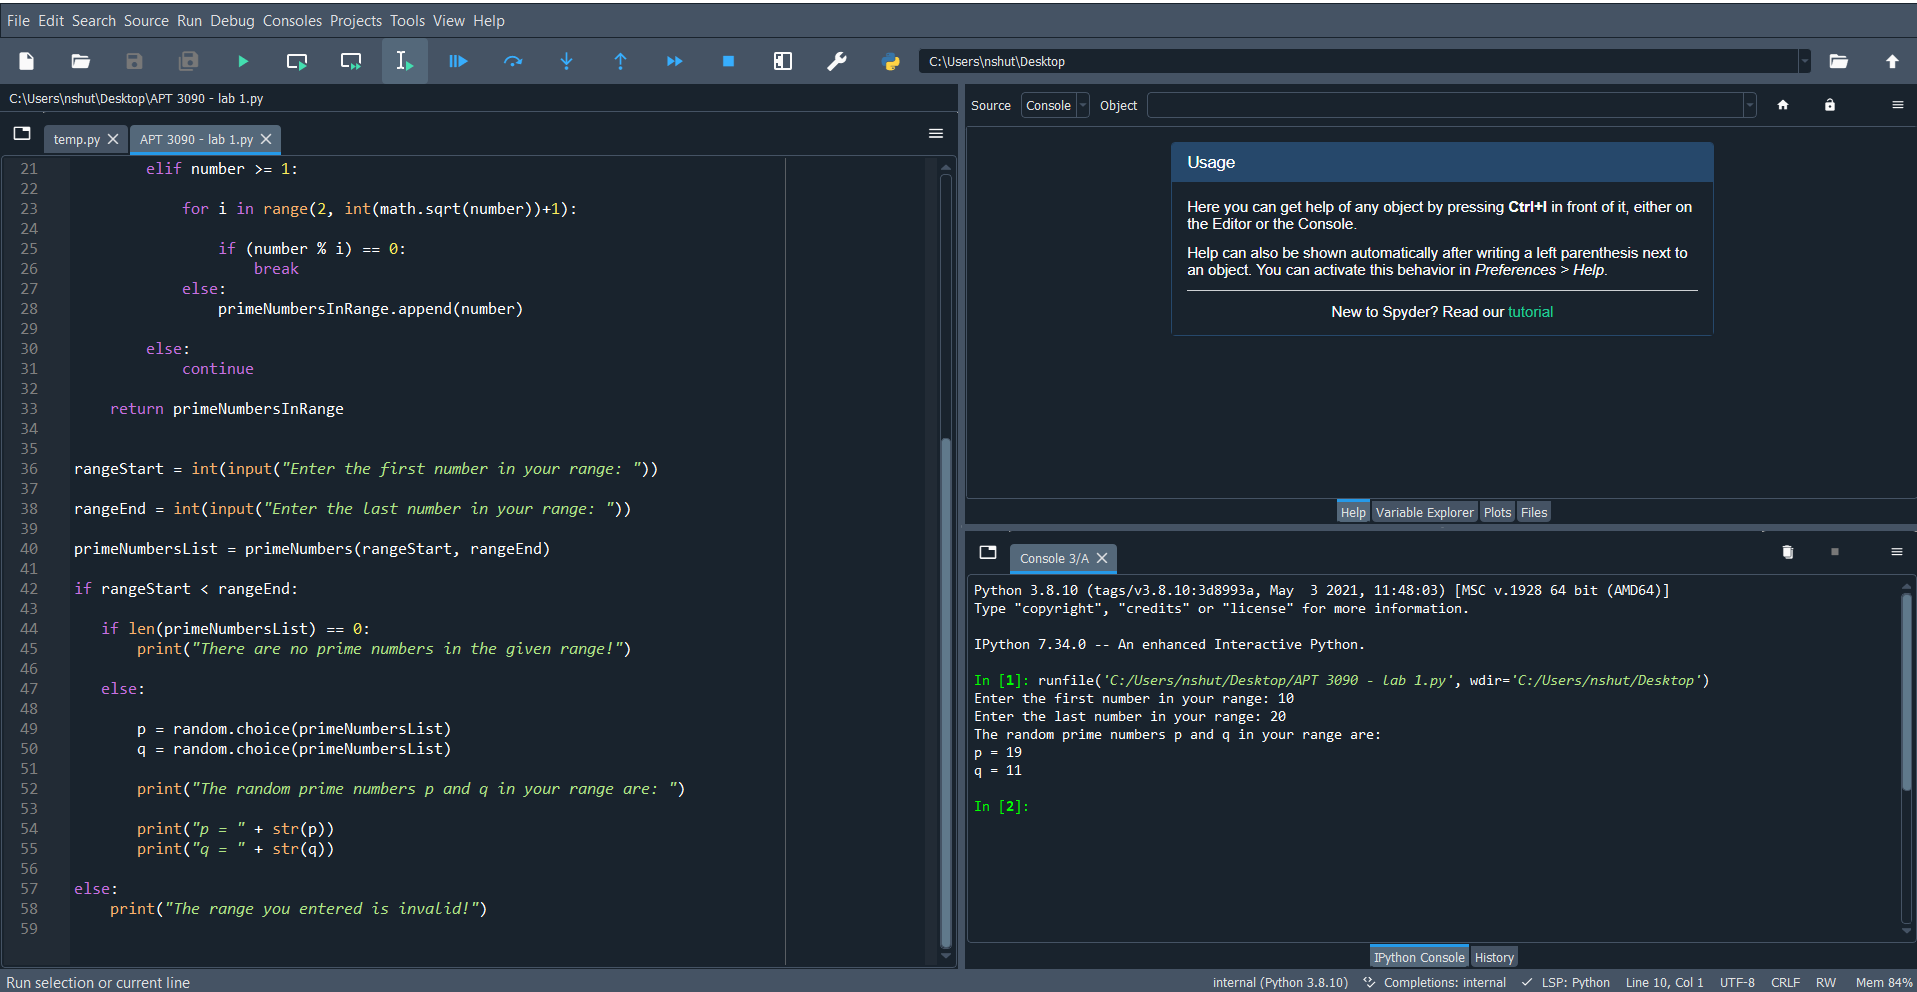 File Edit Search Source Run Debug Consoles Projects Tools View Help
C:\Users\nshut\Desktop
C:\Users\nshut\Desktop\APT 3090 - lab 1.py
temp.py
APT 3090 - lab 1.py
21 elif number >= 1:
22
23 for i in range(2, int(math.sqrt(number))+1):
24
25 if (number % i) == 0:
26 break
27 else:
28 primeNumbersInRange.append(number)
29
30 else:
31 continue
32
33 return primeNumbersInRange
34
35
36 rangeStart = int(input("Enter the first number in your range: "))
37
38 rangeEnd = int(input("Enter the last number in your range: "))
39
40 primeNumbersList = primeNumbers(rangeStart, rangeEnd)
41
42 if rangeStart < rangeEnd:
43
44 if len(primeNumbersList) == 0:
45 print("There are no prime numbers in the given range!")
46
47 else:
48
49 p = random.choice(primeNumbersList)
50 q = random.choice(primeNumbersList)
51
52 print("The random prime numbers p and q in your range are: ")
53
54 print("p = " + str(p))
55 print("q = " + str(q))
56
57 else:
58 print("The range you entered is invalid!")
59
Source Console Object
Usage
Here you can get help of any object by pressing Ctrl+I in front of it, either on
the Editor or the Console.
Help can also be shown automatically after writing a left parenthesis next to
an object. You can activate this behavior in Preferences > Help.
New to Spyder? Read our tutorial
Help Variable Explorer Plots Files
Console 3/A
Python 3.8.10 (tags/v3.8.10:3d8993a, May  3 2021, 11:48:03) [MSC v.1928 64 bit (AMD64)]
Type "copyright", "credits" or "license" for more information.
IPython 7.34.0 -- An enhanced Interactive Python.
In [1]: runfile('C:/Users/nshut/Desktop/APT 3090 - lab 1.py', wdir='C:/Users/nshut/Desktop')
Enter the first number in your range: 10
Enter the last number in your range: 20
The random prime numbers p and q in your range are:
p = 19
q = 11
In [2]:
IPython Console History
Run selection or current line
internal (Python 3.8.10) Completions: internal LSP: Python Line 10, Col 1 UTF-8 CRLF RW Mem 84%